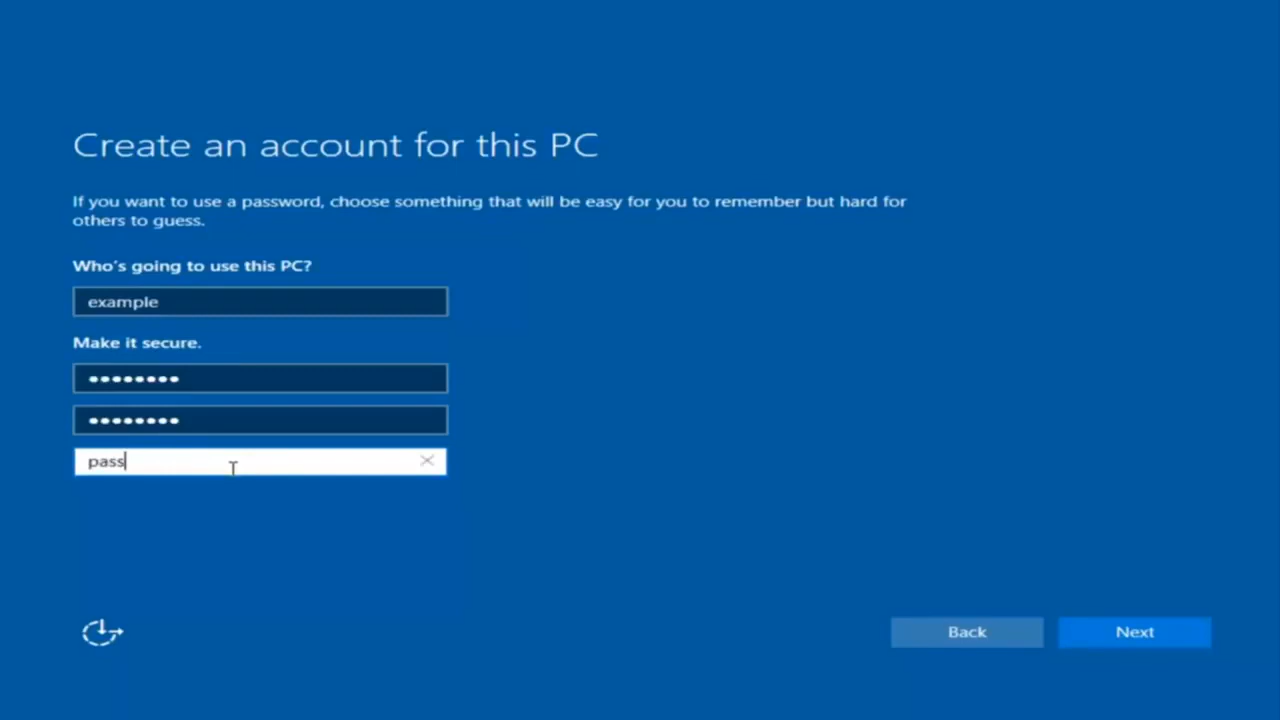 Create an account for this PC
If you want to use a password, choose something that will be easy for you to remember but hard for
others to guess.
Who's going to use this PC?
example
Make it secure.
••••••••
••••••••
pass
Back
Next